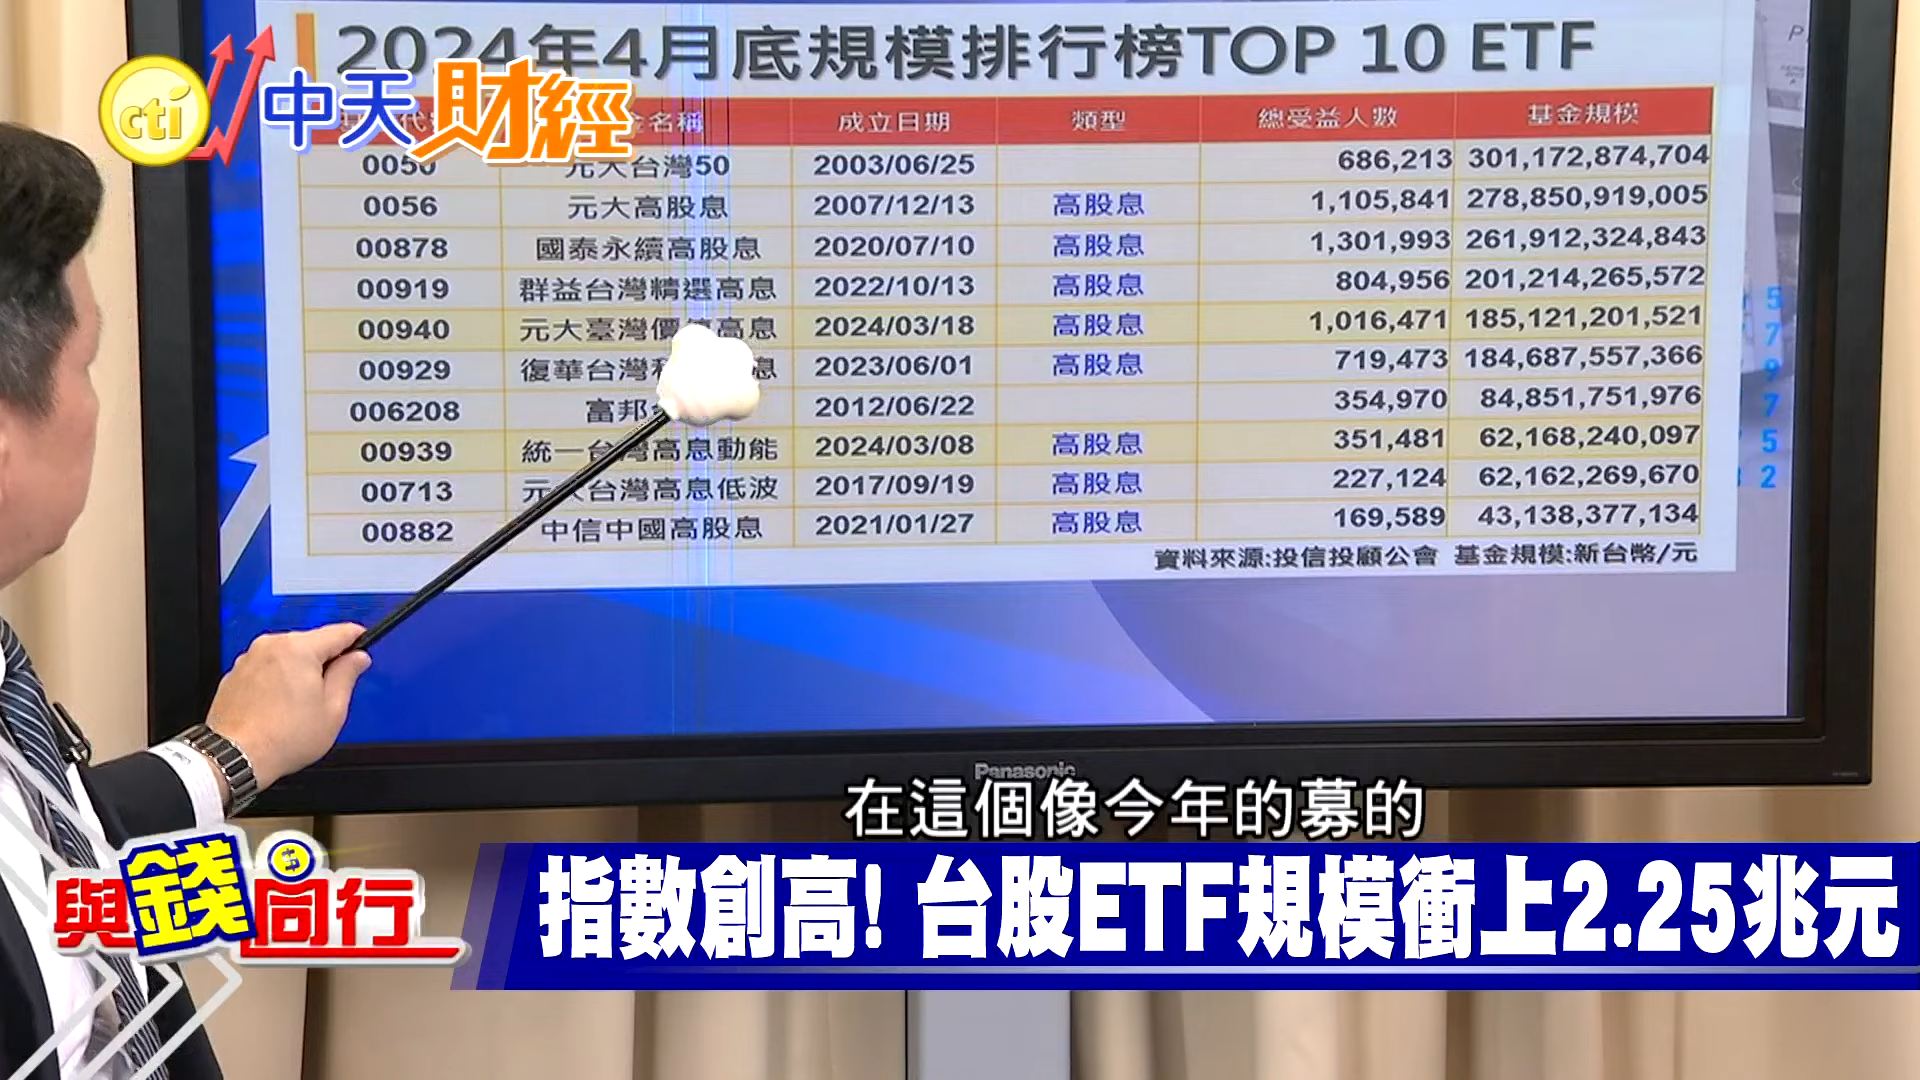 2024年4月底規模排行榜TOP 10 ETF
cti 中天財經
名稱 成立日期 類型 總受益人數 基金規模
0050 元大台灣50 2003/06/25 686,213 301,172,874,704
0056 元大高股息 2007/12/13 高股息 1,105,841 278,850,919,005
00878 國泰永續高股息 2020/07/10 高股息 1,301,993 261,912,324,843
00919 群益台灣精選高息 2022/10/13 高股息 804,956 201,214,265,572
00940 元大臺灣價值高息 2024/03/18 高股息 1,016,471 185,121,201,521
00929 復華台灣 息 2023/06/01 高股息 719,473 184,687,557,366
006208 富邦 2012/06/22 354,970 84,851,751,976
00939 統一台灣高息動能 2024/03/08 高股息 351,481 62,168,240,097
00713 元大台灣高息低波 2017/09/19 高股息 227,124 62,162,269,670
00882 中信中國高股息 2021/01/27 高股息 169,589 43,138,377,134
資料來源:投信投顧公會 基金規模:新台幣/元
Panasonic
在這個像今年的募的
與錢同行
指數創高! 台股ETF規模衝上2.25兆元